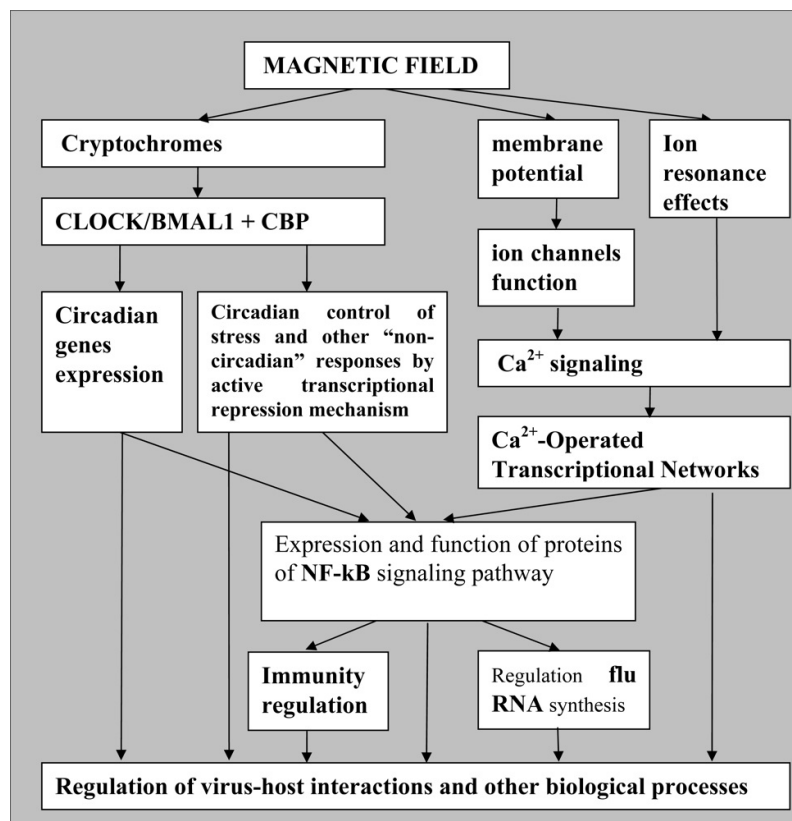 MAGNETIC FIELD
Cryptochromes
membrane
potential
Ion
resonance
effects
CLOCK/BMAL1 + CBP
ion channels
function
Circadian
genes
expression
Circadian control of
stress and other “non-
circadian” responses by
active transcriptional
repression mechanism
Ca²⁺ signaling
Ca²⁺-Operated
Transcriptional Networks
Expression and function of proteins
of NF-kB signaling pathway
Immunity
regulation
Regulation flu
RNA synthesis
Regulation of virus-host interactions and other biological processes